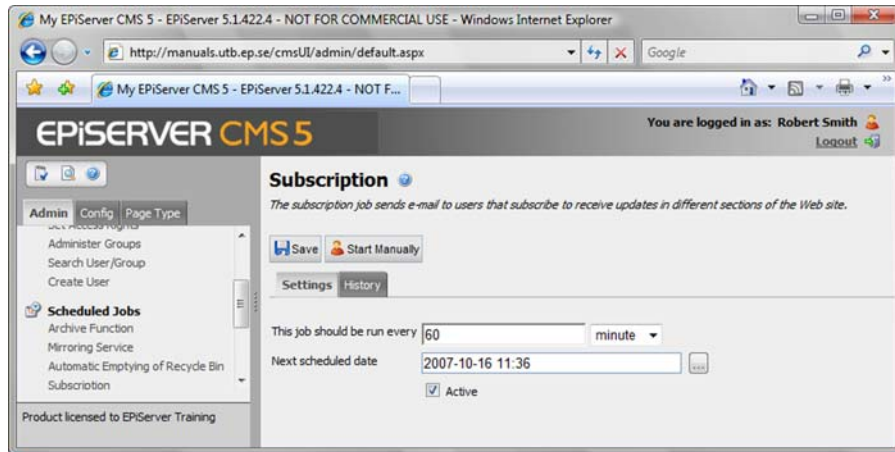 My EPiServer CMS 5 - EPiServer 5.1.422.4 - NOT FOR COMMERCIAL USE - Windows Internet Explorer
http://manuals.utb.ep.se/cmsUI/admin/default.aspx
Google
My EPiServer CMS 5 - EPiServer 5.1.422.4 - NOT F...
EPiSERVER CMS 5
You are logged in as: Robert Smith
Logout
Admin Config Page Type
Set Access Rights
Administer Groups
Search User/Group
Create User
Scheduled Jobs
Archive Function
Mirroring Service
Automatic Emptying of Recycle Bin
Subscription
Product licensed to EPiServer Training
Subscription
The subscription job sends e-mail to users that subscribe to receive updates in different sections of the Web site.
Save Start Manually
Settings History
This job should be run every 60 minute
Next scheduled date 2007-10-16 11:36 ...
Active